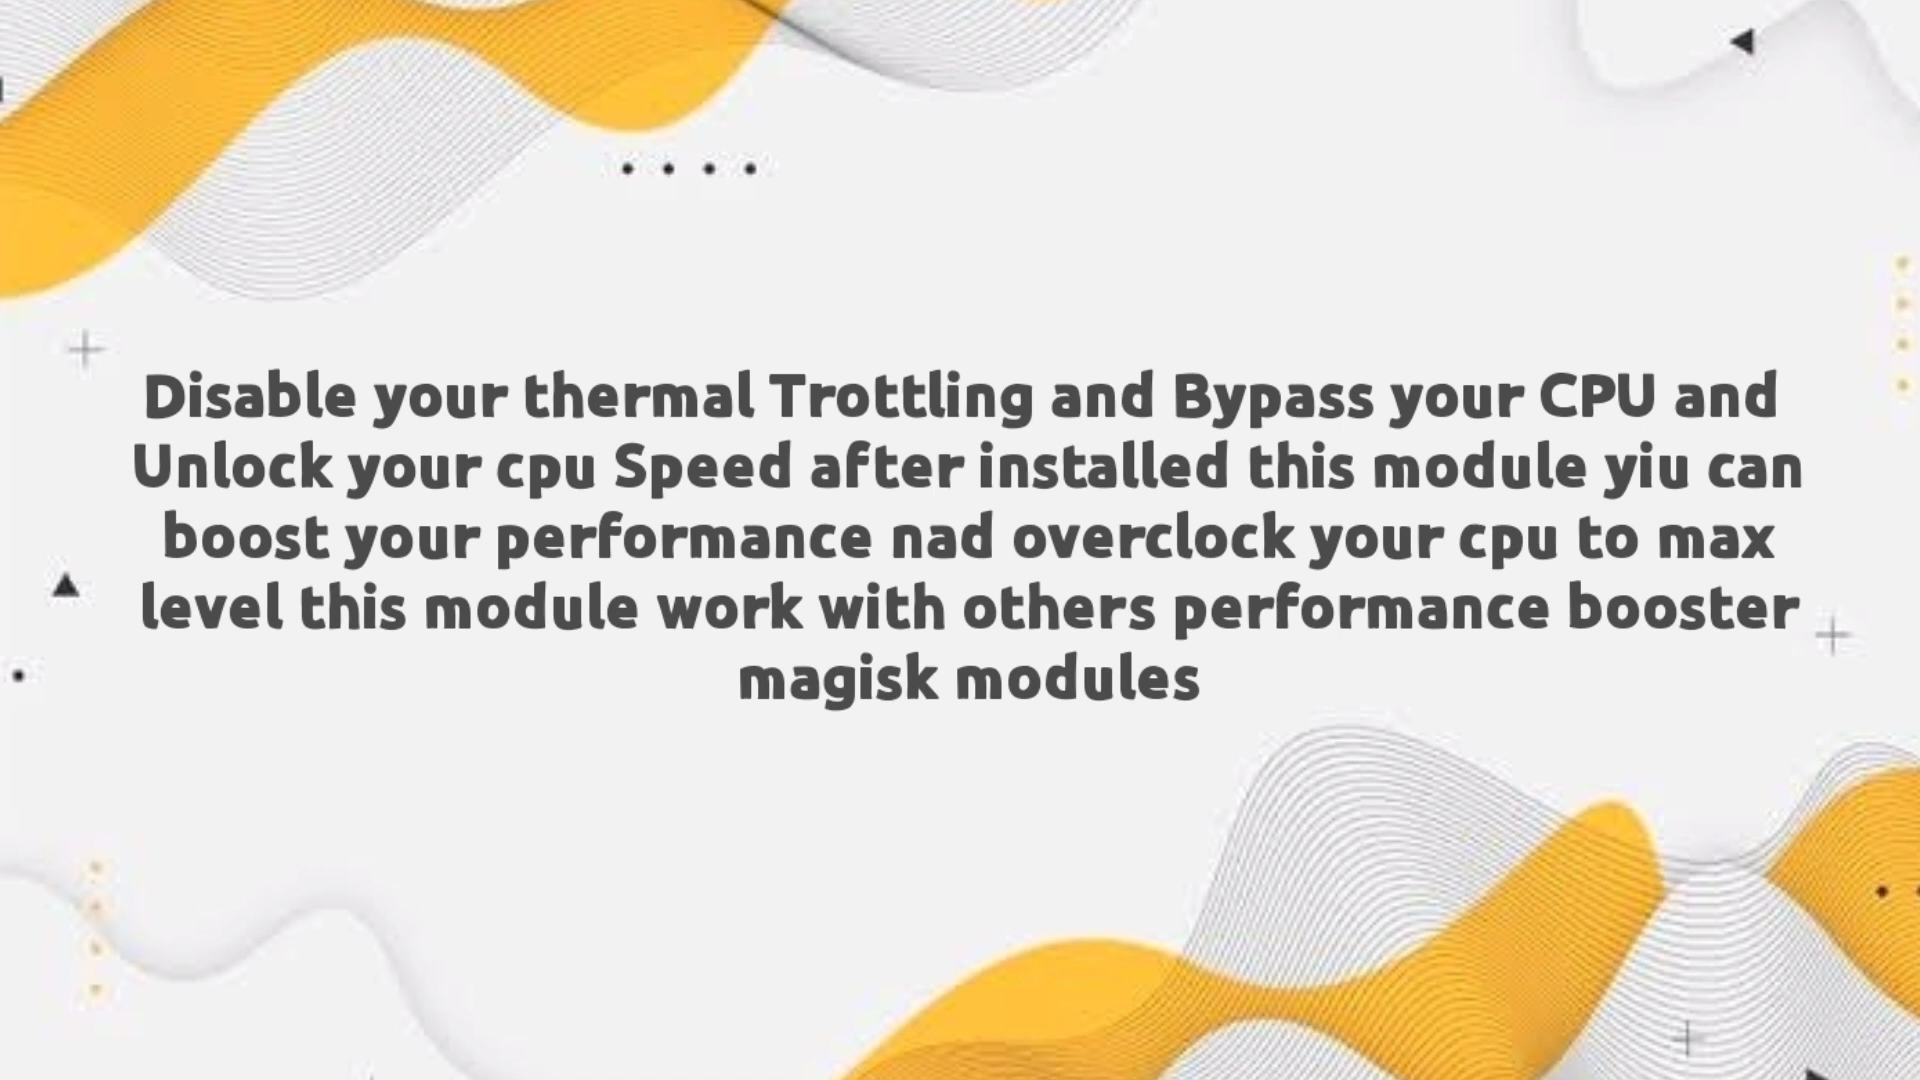 Disable your thermal Trottling and Bypass your CPU and
Unlock your cpu Speed after installed this module yiu can
boost your performance nad overclock your cpu to max
level this module work with others performance booster
magisk modules